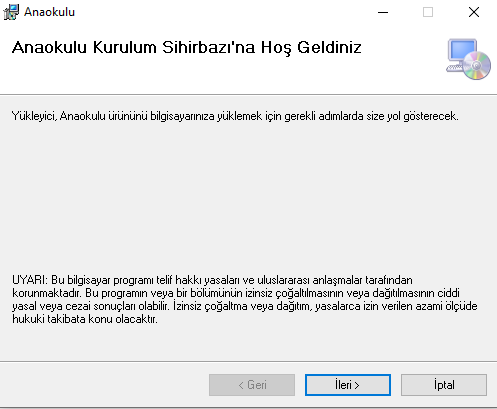 Anaokulu
Anaokulu Kurulum Sihirbazı'na Hoş Geldiniz
Yükleyici, Anaokulu ürününü bilgisayarınıza yüklemek için gerekli adımlarda size yol gösterecek.
UYARI: Bu bilgisayar programı telif hakkı yasaları ve uluslararası anlaşmalar tarafından
korunmaktadır. Bu programın veya bir bölümünün izinsiz çoğaltılmasının veya dağıtılmasının ciddi
yasal veya cezai sonuçları olabilir. İzinsiz çoğaltma veya dağıtım, yasalarca izin verilen azami ölçüde
hukuki takibata konu olacaktır.
< Geri İleri > İptal